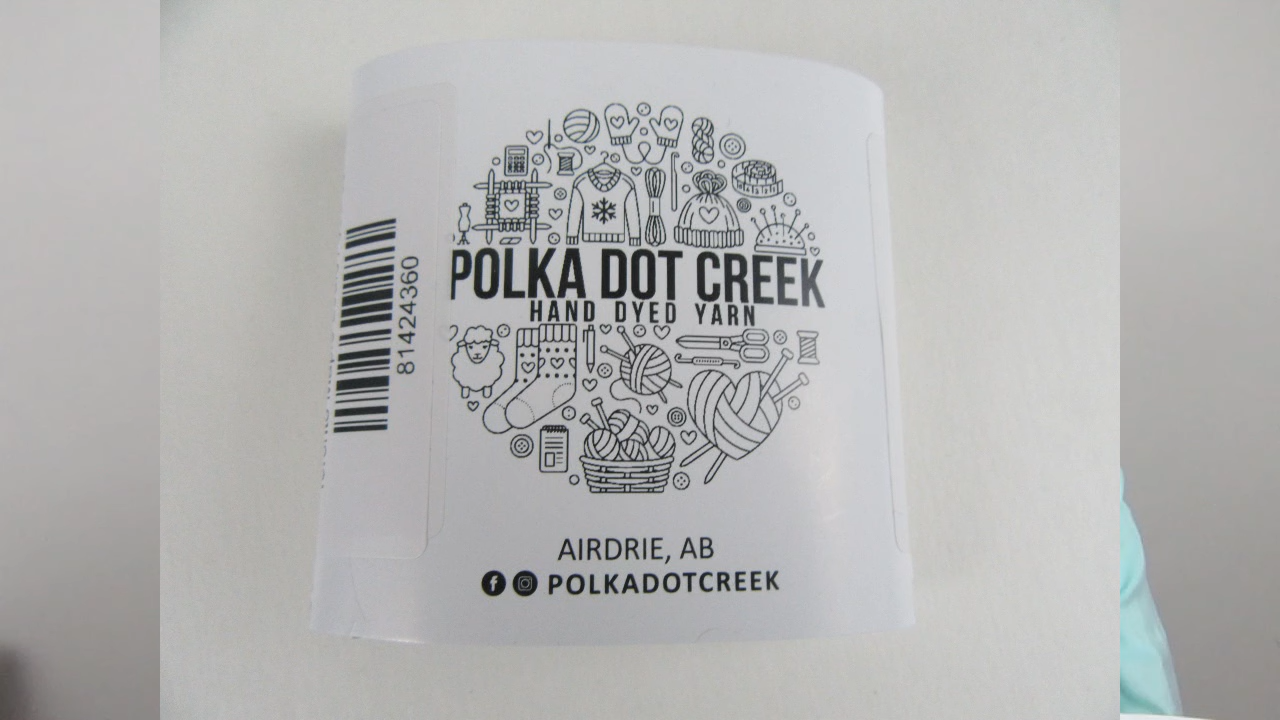 POLKA DOT CREEK
HAND DYED YARN
81424360
AIRDRIE, AB
POLKADOTCREEK